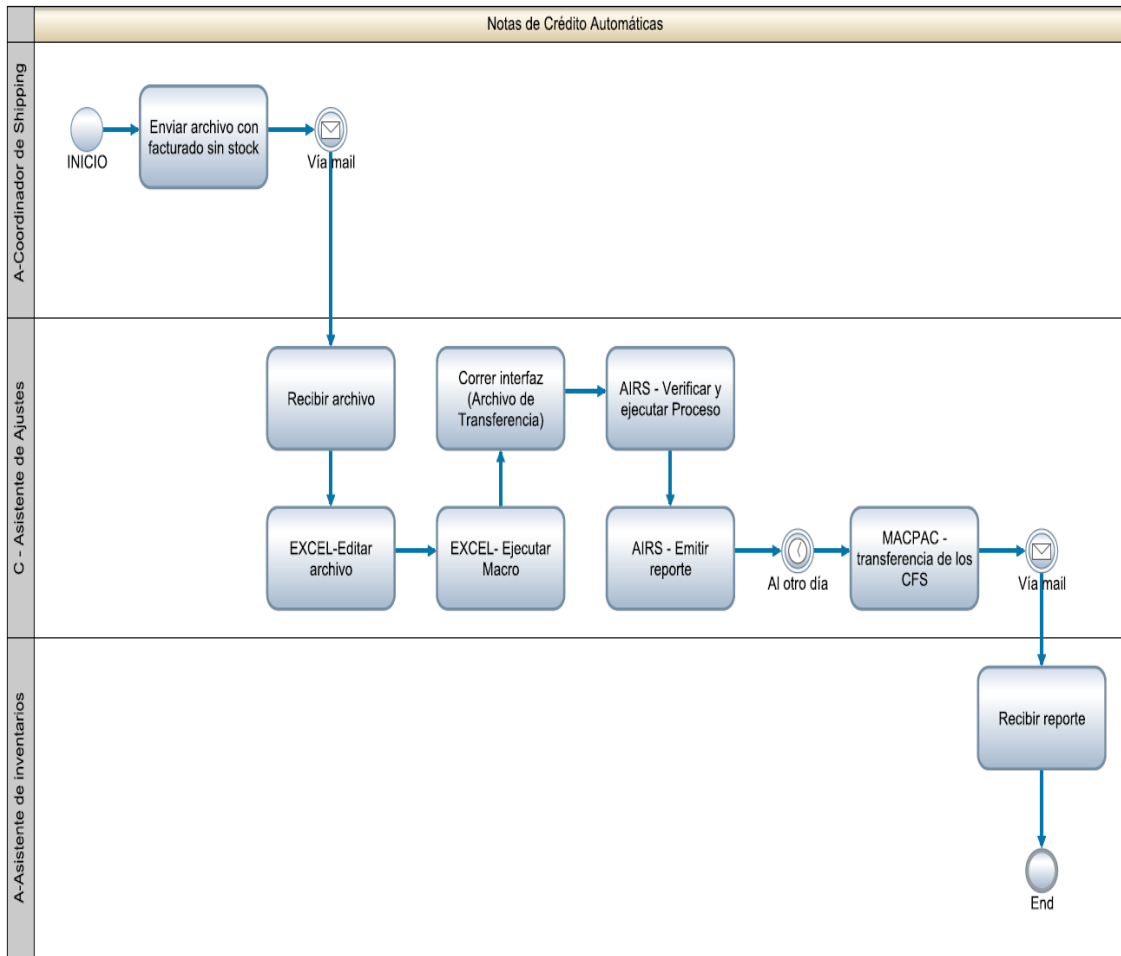 Notas de Crédito Automáticas
A-Coordinador de Shipping
INICIO
Enviar archivo con
facturado sin stock
Vía mail
C - Asistente de Ajustes
Recibir archivo
Correr interfaz
(Archivo de
Transferencia)
AIRS - Verificar y
ejecutar Proceso
EXCEL-Editar
archivo
EXCEL- Ejecutar
Macro
AIRS - Emitir
reporte
Al otro día
MACPAC -
transferencia de los
CFS
Vía mail
A-Asistente de inventarios
Recibir reporte
End